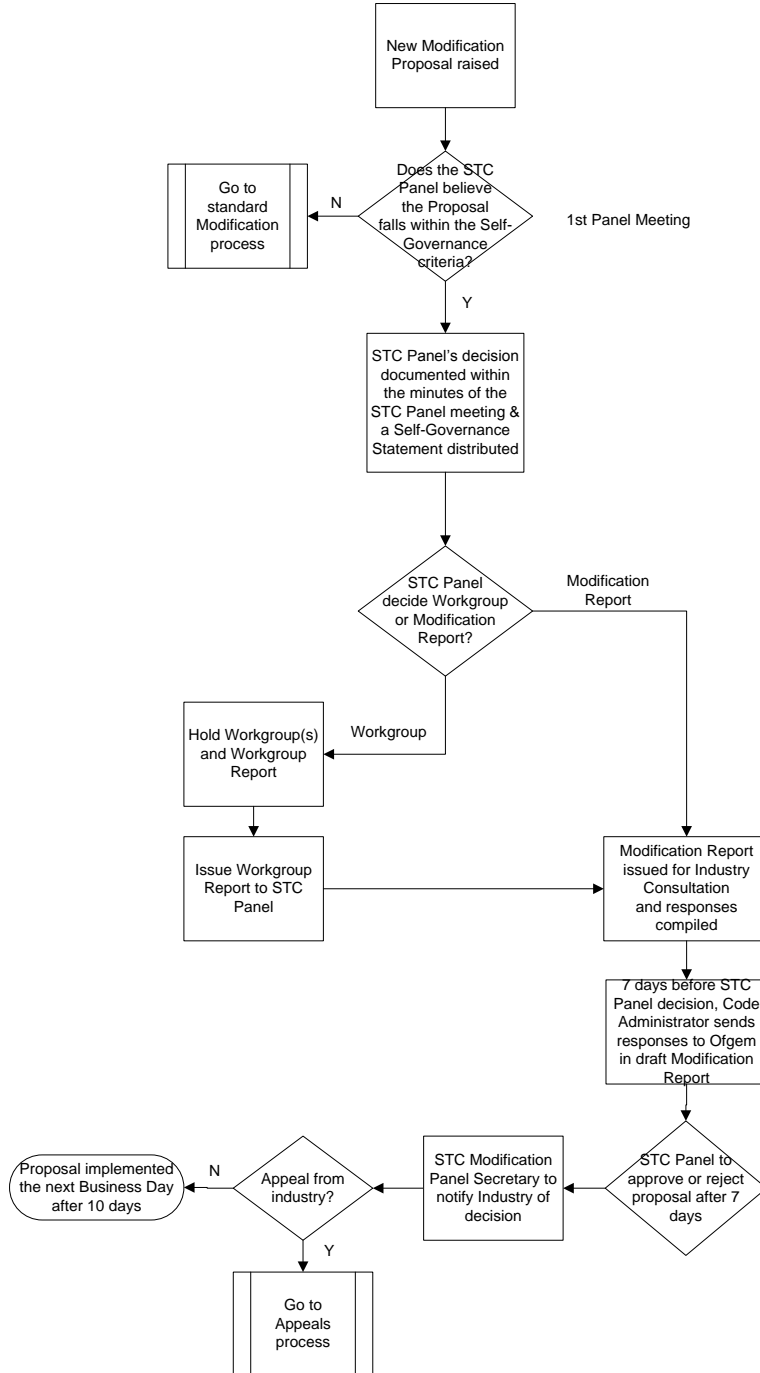 New Modification
Proposal raised
Does the STC
Panel believe
the Proposal
falls within the Self-
Governance
criteria?
N
Go to
standard
Modification
process
1st Panel Meeting
Y
STC Panel's decision
documented within
the minutes of the
STC Panel meeting &
a Self-Governance
Statement distributed
STC Panel
decide Workgroup
or Modification
Report?
Modification
Report
Workgroup
Hold Workgroup(s)
and Workgroup
Report
Issue Workgroup
Report to STC
Panel
Modification Report
issued for Industry
Consultation
and responses
compiled
7 days before STC
Panel decision, Code
Administrator sends
responses to Ofgem
in draft Modification
Report
STC Panel to
approve or reject
proposal after 7
days
STC Modification
Panel Secretary to
notify Industry of
decision
Appeal from
industry?
N
Proposal implemented
the next Business Day
after 10 days
Y
Go to
Appeals
process